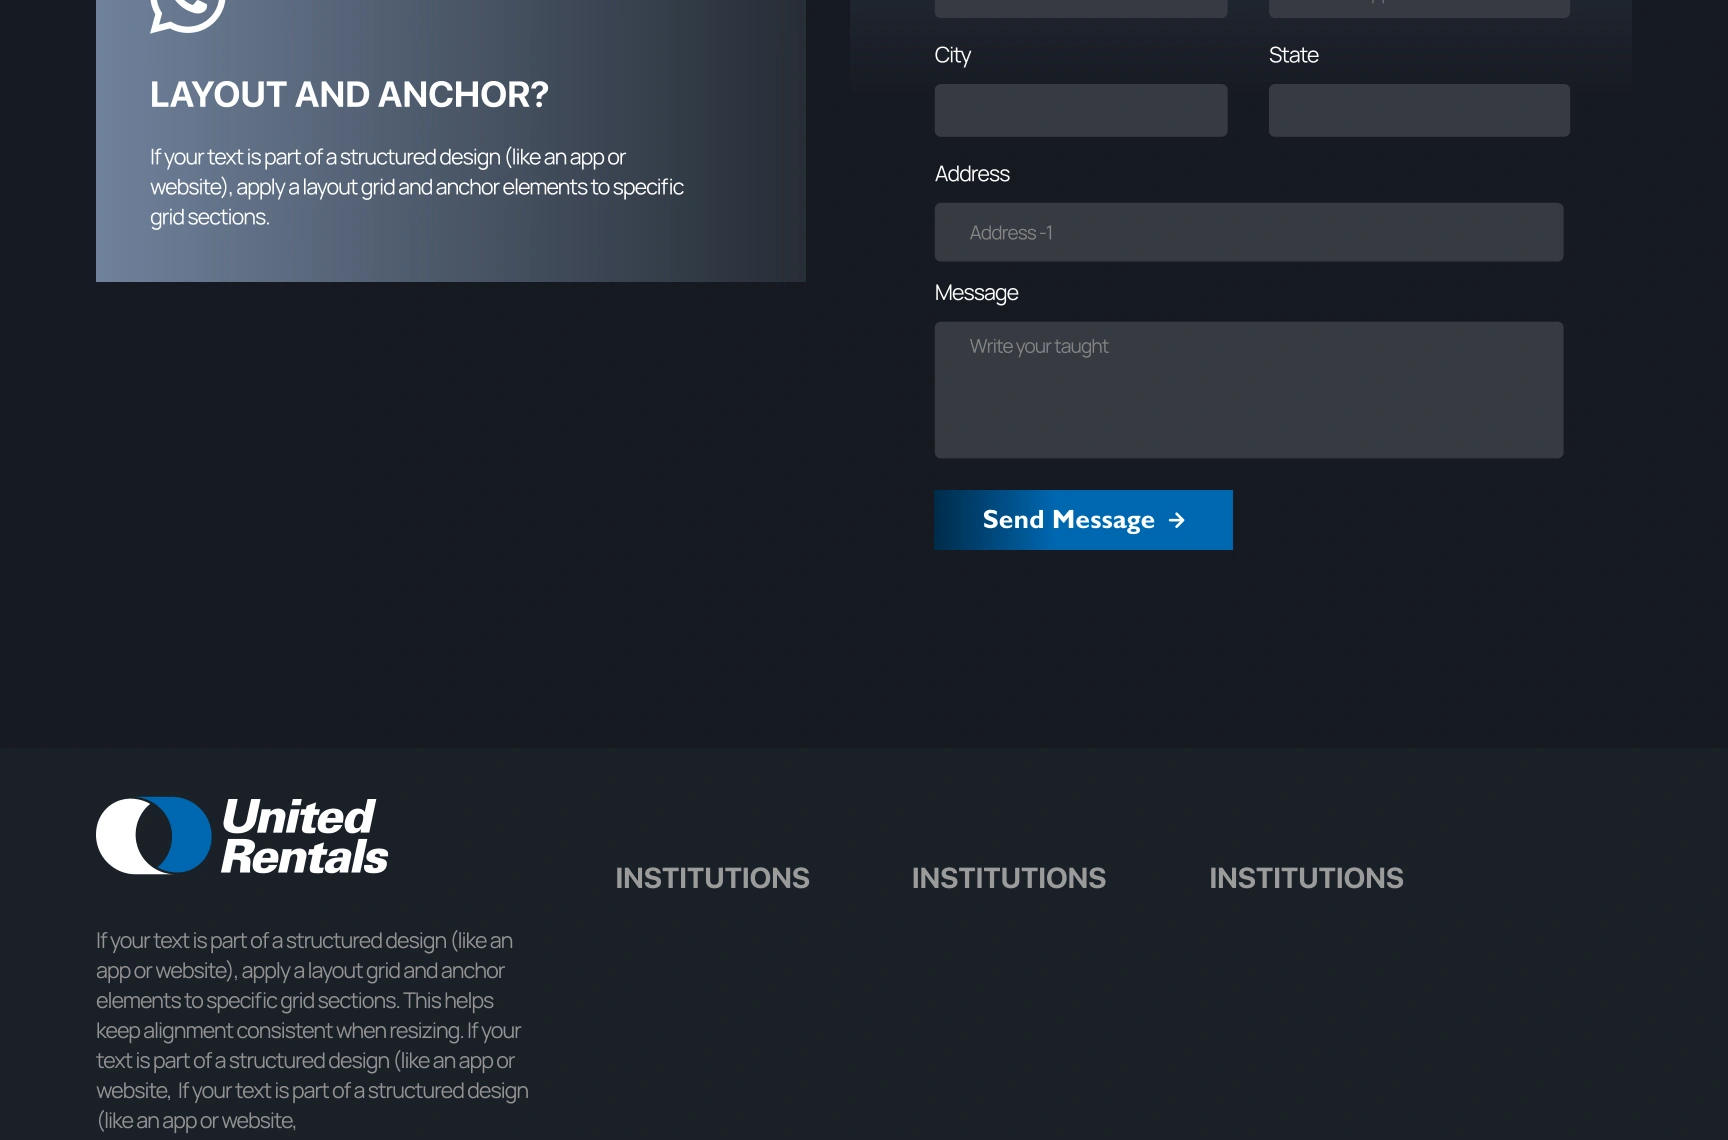 LAYOUT AND ANCHOR?
If your text is part of a structured design (like an app or
website), apply a layout grid and anchor elements to specific
grid sections.
City
State
Address
Address -1
Message
Write your taught
Send Message →
United
Rentals
INSTITUTIONS
INSTITUTIONS
INSTITUTIONS
If your text is part of a structured design (like an
app or website), apply a layout grid and anchor
elements to specific grid sections. This helps
keep alignment consistent when resizing. If your
text is part of a structured design (like an app or
website,  If your text is part of a structured design
(like an app or website,